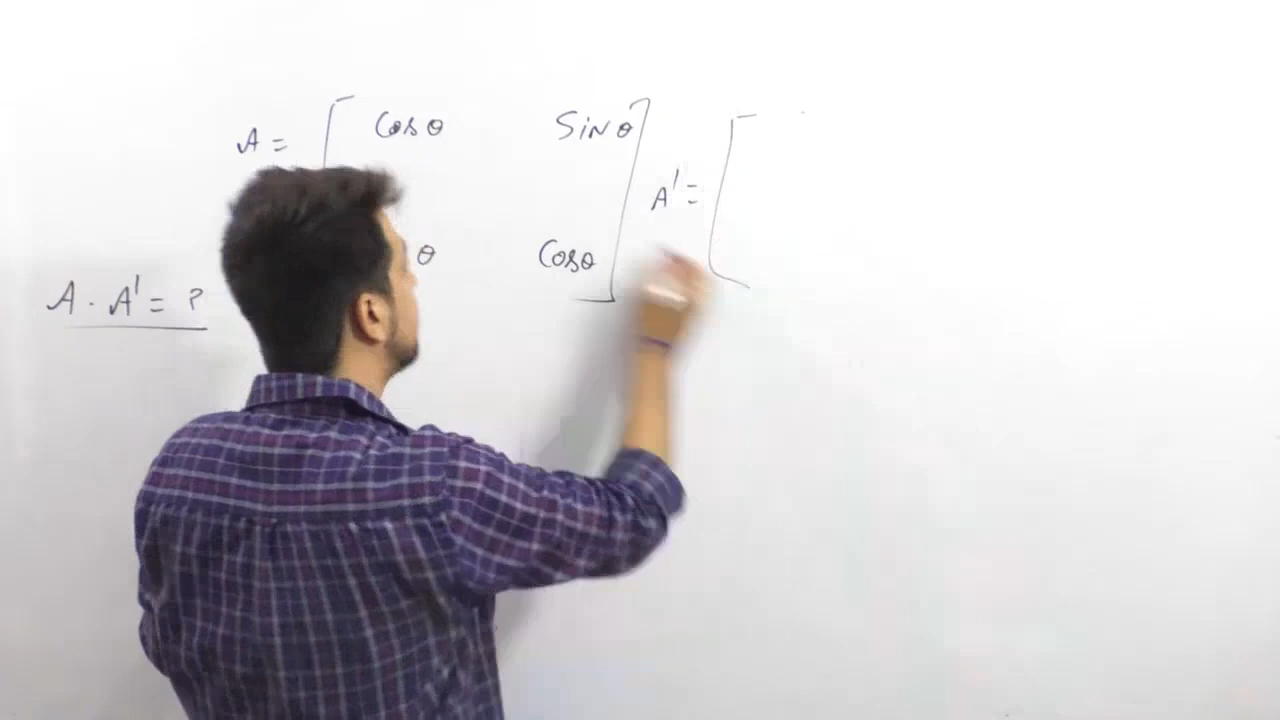 A = [ Cosθ Sinθ ] A' = [
θ Cosθ
A · A' = ?